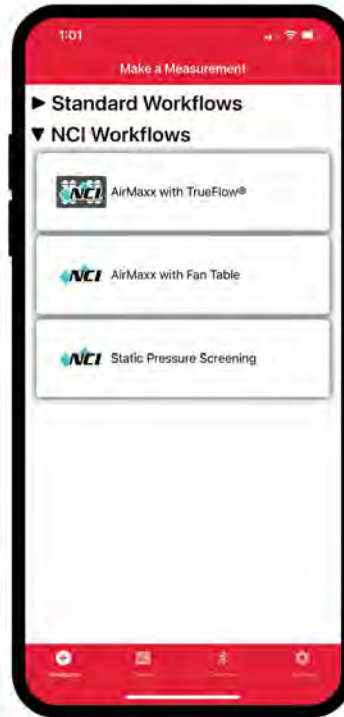 1:01
Make a Measurement
▶ Standard Workflows
▼ NCI Workflows
NCI AirMaxx with TrueFlow®
NCI AirMaxx with Fan Table
NCI Static Pressure Screening